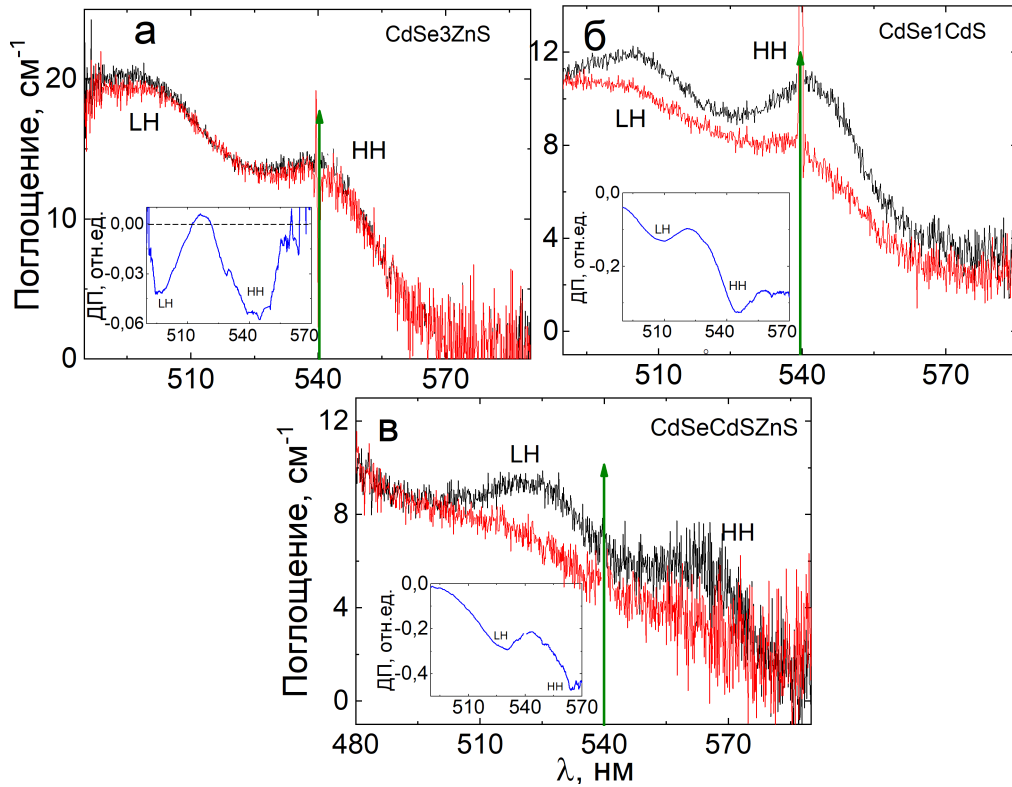 а
CdSe3ZnS
Поглощение, см-1
20
10
0
LH
HH
ДП, отн.ед.
0,00
-0,03
-0,06
LH
HH
510
540
570
510
540
570
б
CdSe1CdS
12
8
4
0
HH
LH
0,0
-0,2
ДП, отн.ед.
LH
HH
510
540
570
510
540
570
в
CdSeCdSZnS
Поглощение, см-1
12
8
4
0
LH
HH
ДП, отн.ед.
0,0
-0,2
-0,4
LH
HH
510
540
570
480
510
540
570
λ, нм